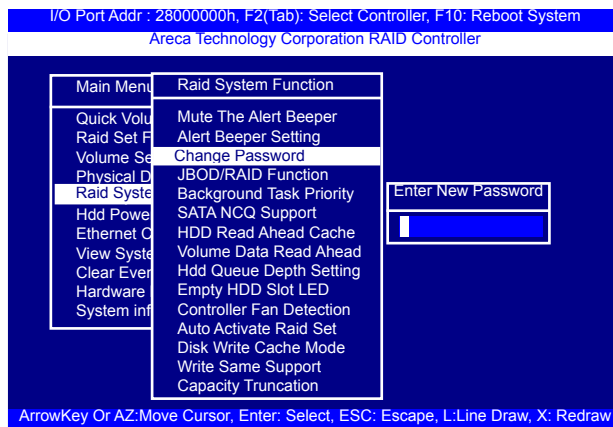 I/O Port Addr : 28000000h, F2(Tab): Select Controller, F10: Reboot System
Areca Technology Corporation RAID Controller
Main Menu
Quick Volu
Raid Set F
Volume Se
Physical D
Raid Syste
Hdd Powe
Ethernet C
View Syste
Clear Even
Hardware
System inf
Raid System Function
Mute The Alert Beeper
Alert Beeper Setting
Change Password
JBOD/RAID Function
Background Task Priority
SATA NCQ Support
HDD Read Ahead Cache
Volume Data Read Ahead
Hdd Queue Depth Setting
Empty HDD Slot LED
Controller Fan Detection
Auto Activate Raid Set
Disk Write Cache Mode
Write Same Support
Capacity Truncation
Enter New Password
ArrowKey Or AZ:Move Cursor, Enter: Select, ESC: Escape, L:Line Draw, X: Redraw